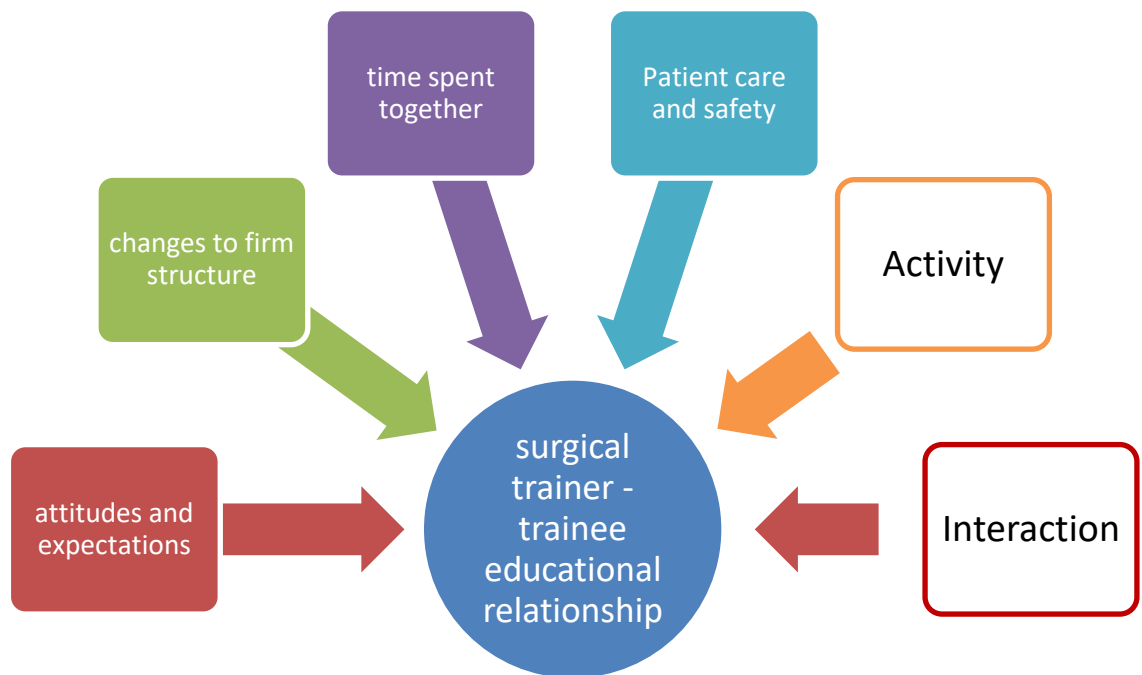 time spent
together
Patient care
and safety
changes to firm
structure
Activity
attitudes and
expectations
surgical
trainer -
trainee
educational
relationship
Interaction